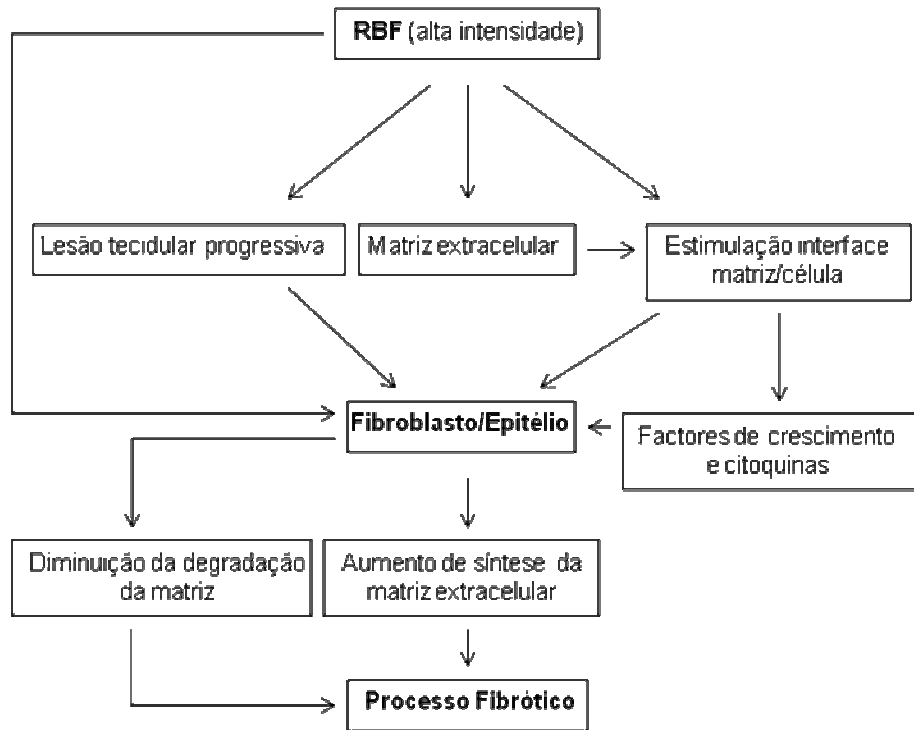 RBF (alta intensidade)
Lesão tecidular progressiva
Matriz extracelular
Estimulação interface
matriz/célula
Fibroblasto/Epitélio
Factores de crescimento
e citoquinas
Diminuição da degradação
da matriz
Aumento de síntese da
matriz extracelular
Processo Fibrótico